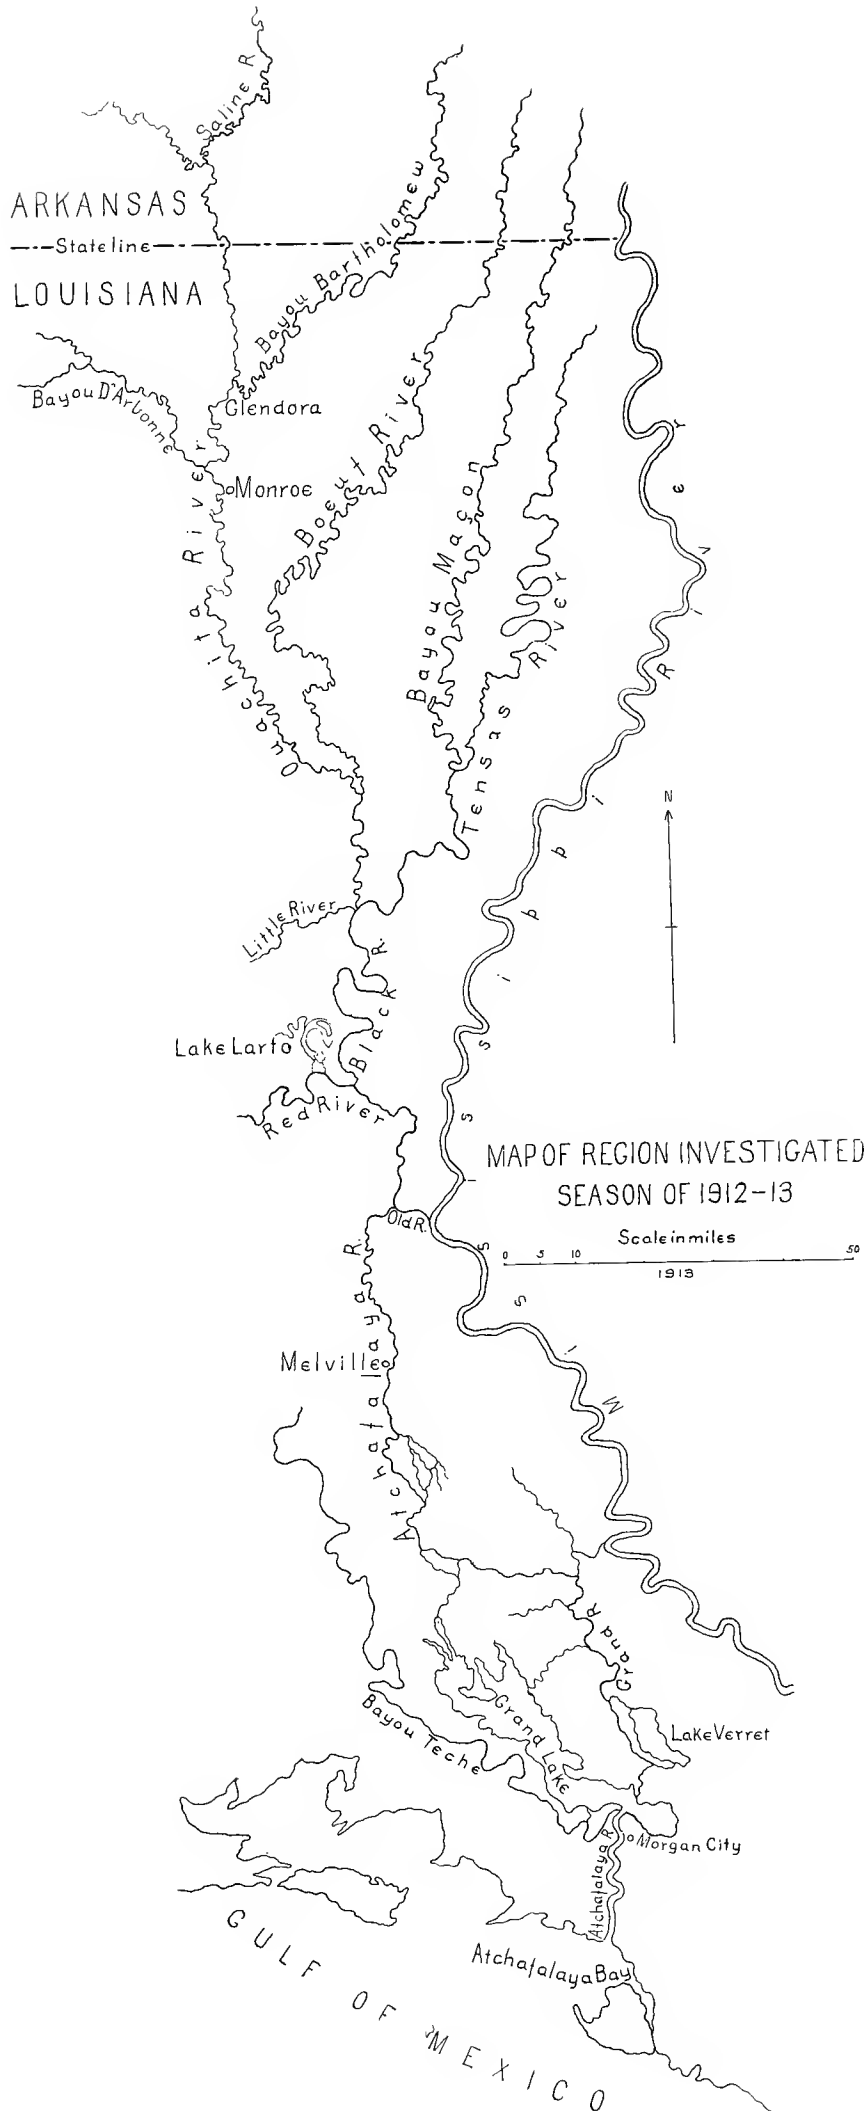 Saline R
ARKANSAS
Stateline
LOUISIANA
Bayou Bartholomew
Bayou D'Arbonne
Glendora
Monroe
Ouachita River
Boeuf River
Bayou Maçon
Tensas River
Mississippi River
N
Little River
Black R.
Lake Larto
Red River
MAP OF REGION INVESTIGATED
SEASON OF 1912-13
Scale in miles
0 5 10 50
1913
Old R.
Atchafalaya R.
Melville
Grand R
Grand Lake
Lake Verret
Bayou Teche
Morgan City
Atchafalaya R
Atchafalaya Bay
GULF OF MEXICO